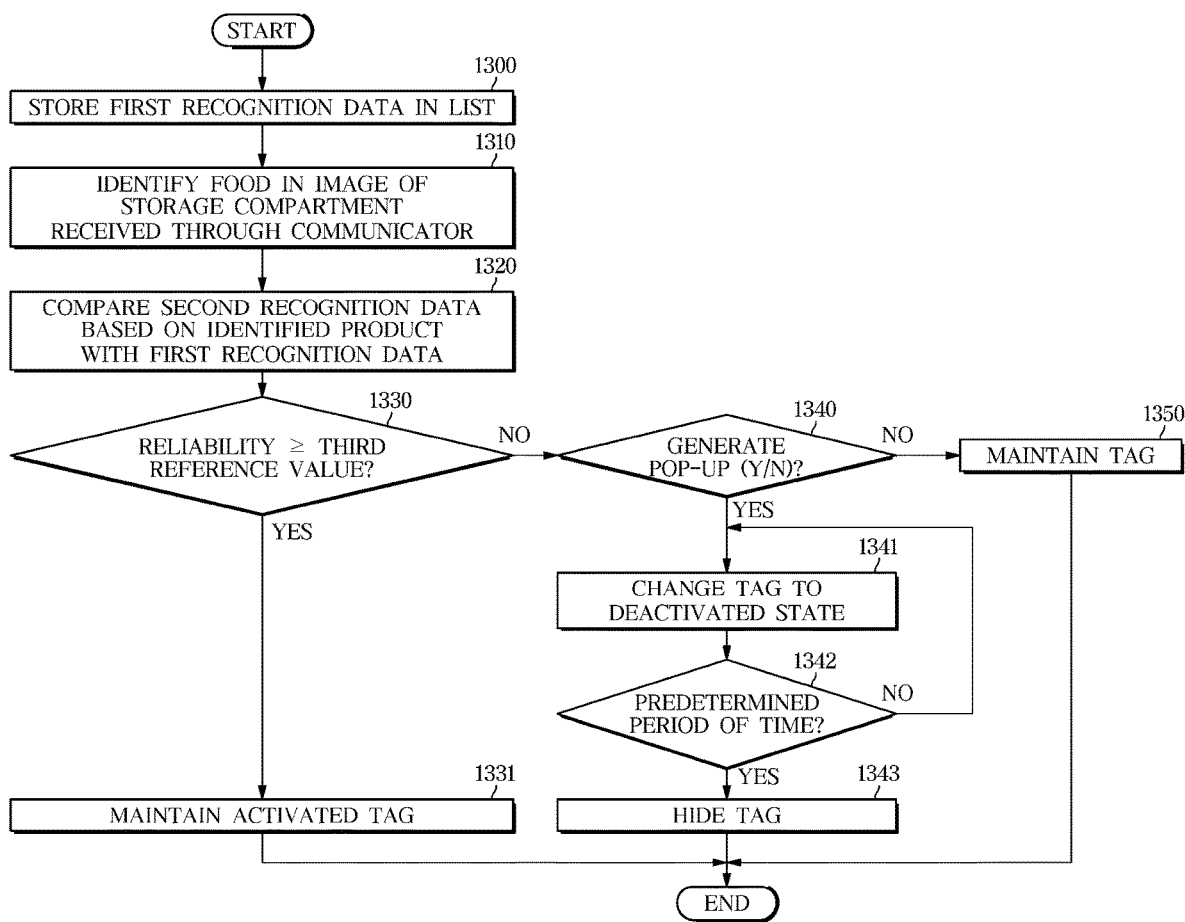 START
1300
STORE FIRST RECOGNITION DATA IN LIST
1310
IDENTIFY FOOD IN IMAGE OF
STORAGE COMPARTMENT
RECEIVED THROUGH COMMUNICATOR
1320
COMPARE SECOND RECOGNITION DATA
BASED ON IDENTIFIED PRODUCT
WITH FIRST RECOGNITION DATA
1330
RELIABILITY ≥ THIRD
REFERENCE VALUE?
NO
YES
1340
GENERATE
POP-UP (Y/N)?
NO
YES
1350
MAINTAIN TAG
1341
CHANGE TAG TO
DEACTIVATED STATE
1342
PREDETERMINED
PERIOD OF TIME?
NO
YES
1331
MAINTAIN ACTIVATED TAG
1343
HIDE TAG
END